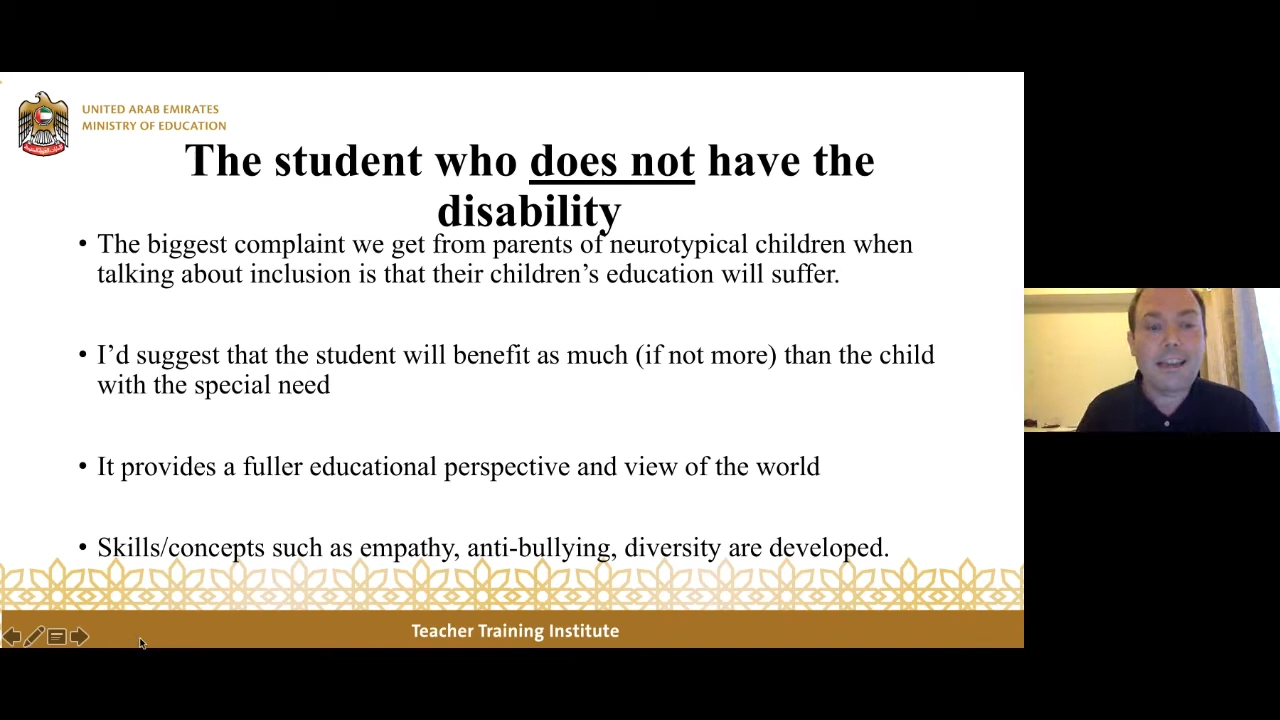 UNITED ARAB EMIRATES
MINISTRY OF EDUCATION
The student who does not have the
disability
• The biggest complaint we get from parents of neurotypical children when
talking about inclusion is that their children’s education will suffer.
• I’d suggest that the student will benefit as much (if not more) than the child
with the special need
• It provides a fuller educational perspective and view of the world
• Skills/concepts such as empathy, anti-bullying, diversity are developed.
Teacher Training Institute